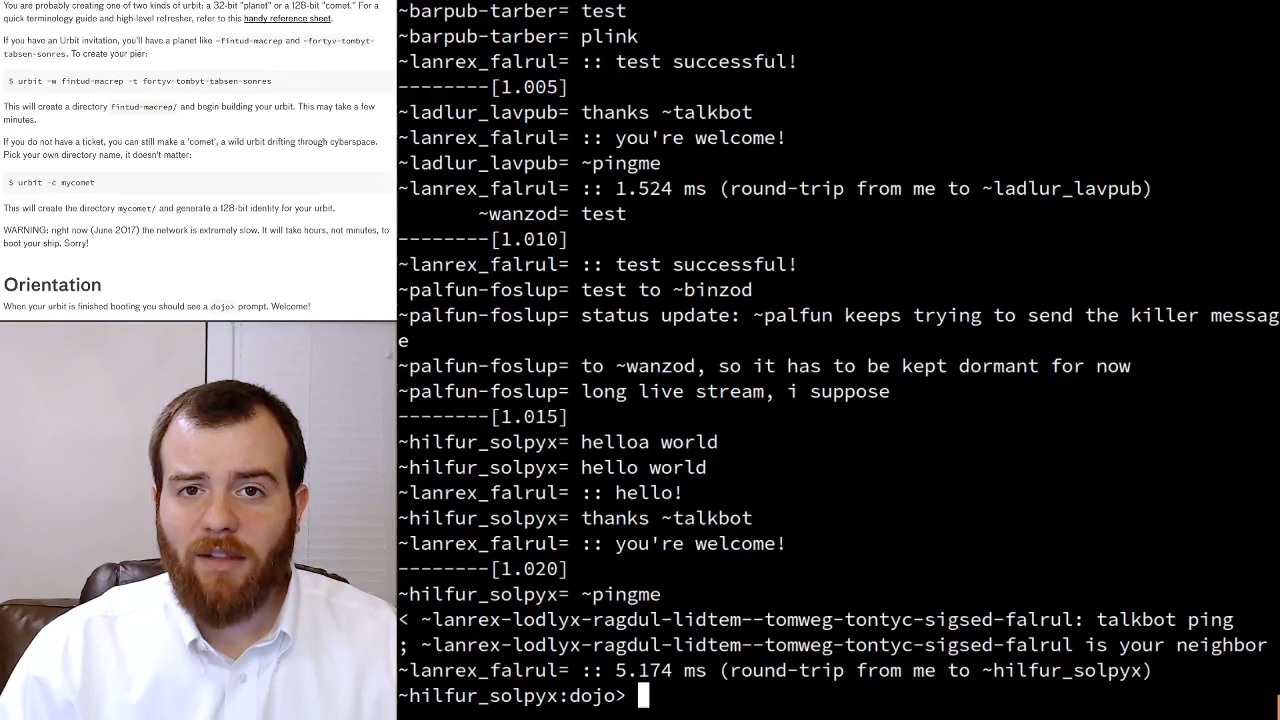 You are probably creating one of two kinds of urbit: a 32-bit "planet" or a 128-bit "comet." For a
quick terminology guide and high-level refresher, refer to this handy reference sheet.
If you have an Urbit invitation, you'll have a planet like ~fintud-macrep and ~fortyv-tombyt-
tabsen-sonres. To create your pier:
$ urbit -w fintud-macrep -t fortyv-tombyt-tabsen-sonres
This will create a directory fintud-macrep/ and begin building your urbit. This may take a few
minutes.
If you do not have a ticket, you can still make a 'comet', a wild urbit drifting through cyberspace.
Pick your own directory name, it doesn't matter:
$ urbit -c mycomet
This will create the directory mycomet/ and generate a 128-bit identity for your urbit.
WARNING: right now (June 2017) the network is extremely slow. It will take hours, not minutes, to
boot your ship. Sorry!
Orientation
When your urbit is finished booting you should see a dojo> prompt. Welcome!
~barpub-tarber= test
~barpub-tarber= plink
~lanrex_falrul= :: test successful!
--------[1.005]
~ladlur_lavpub= thanks ~talkbot
~lanrex_falrul= :: you're welcome!
~ladlur_lavpub= ~pingme
~lanrex_falrul= :: 1.524 ms (round-trip from me to ~ladlur_lavpub)
~wanzod= test
--------[1.010]
~lanrex_falrul= :: test successful!
~palfun-foslup= test to ~binzod
~palfun-foslup= status update: ~palfun keeps trying to send the killer messag
e
~palfun-foslup= to ~wanzod, so it has to be kept dormant for now
~palfun-foslup= long live stream, i suppose
--------[1.015]
~hilfur_solpyx= helloa world
~hilfur_solpyx= hello world
~lanrex_falrul= :: hello!
~hilfur_solpyx= thanks ~talkbot
~lanrex_falrul= :: you're welcome!
--------[1.020]
~hilfur_solpyx= ~pingme
< ~lanrex-lodlyx-ragdul-lidtem--tomweg-tontyc-sigsed-falrul: talkbot ping
; ~lanrex-lodlyx-ragdul-lidtem--tomweg-tontyc-sigsed-falrul is your neighbor
~lanrex_falrul= :: 5.174 ms (round-trip from me to ~hilfur_solpyx)
~hilfur_solpyx:dojo>